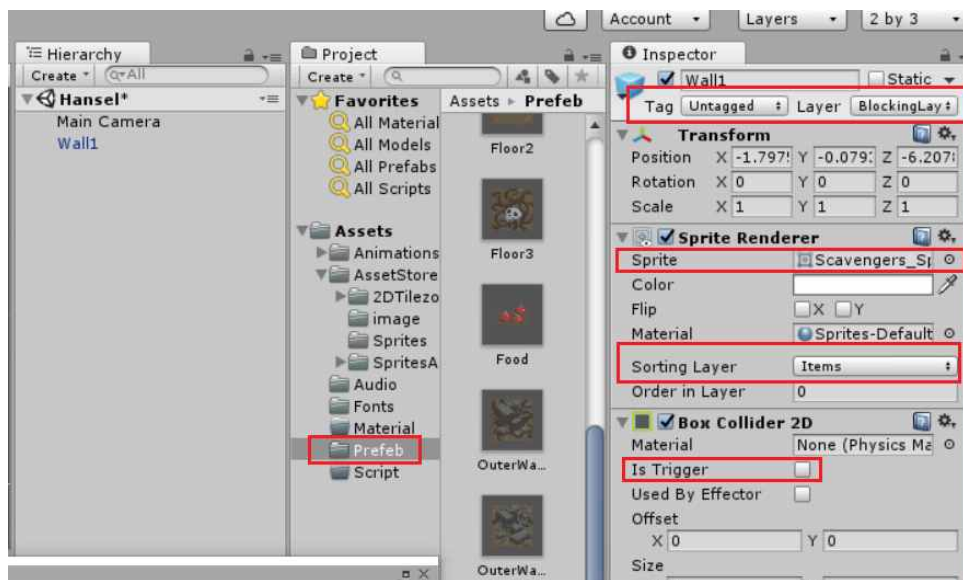 Account Layers 2 by 3
Hierarchy
Create All
Hansel*
Main Camera
Wall1
Project
Create
Favorites
All Material
All Models
All Prefabs
All Scripts
Assets
Animations
AssetStore
2DTilezo
image
Sprites
SpritesA
Audio
Fonts
Material
Prefeb
Script
Assets Prefeb
Floor2
Floor3
Food
OuterWa...
OuterWa...
Inspector
Wall1 Static
Tag Untagged Layer BlockingLay
Transform
Position X -1.797 Y -0.079 Z -6.207
Rotation X 0 Y 0 Z 0
Scale X 1 Y 1 Z 1
Sprite Renderer
Sprite Scavengers_Sp
Color
Flip X Y
Material Sprites-Default
Sorting Layer Items
Order in Layer 0
Box Collider 2D
Material None (Physics Ma
Is Trigger
Used By Effector
Offset
X 0 Y 0
Size